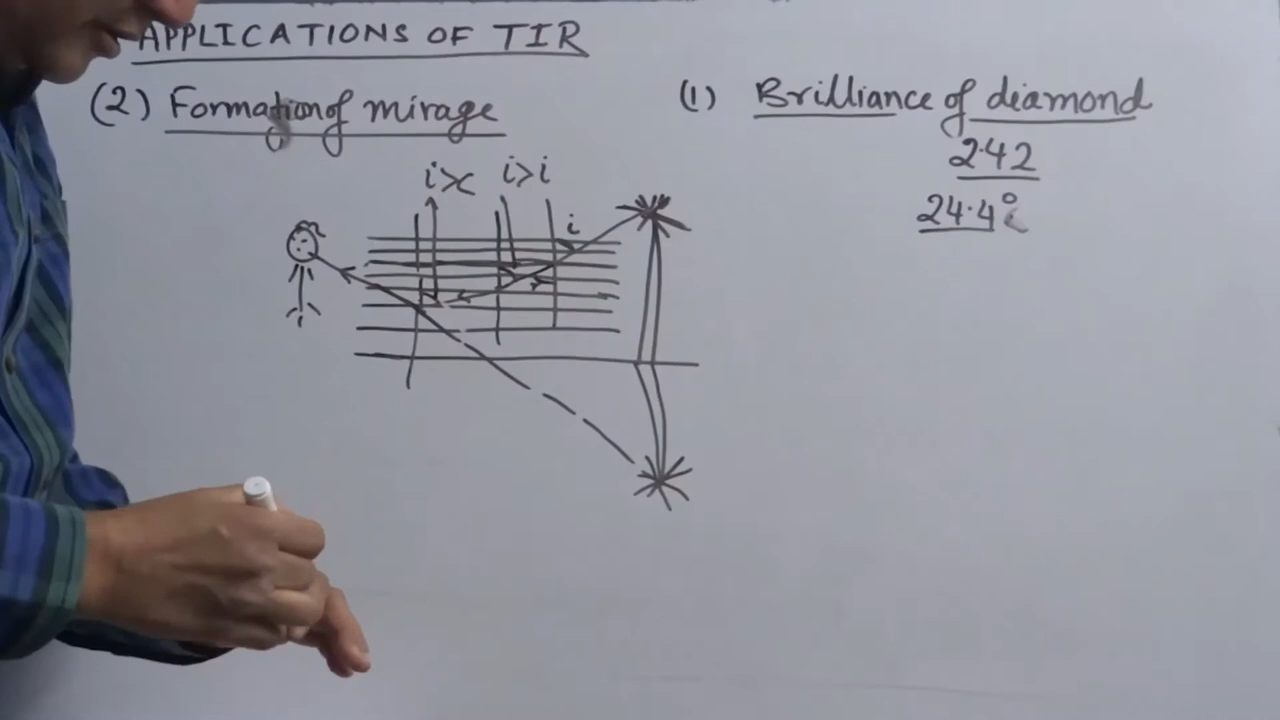 APPLICATIONS OF TIR
(2) Formation of mirage
i>c i>i
i
(1) Brilliance of diamond
2.42
24.4°